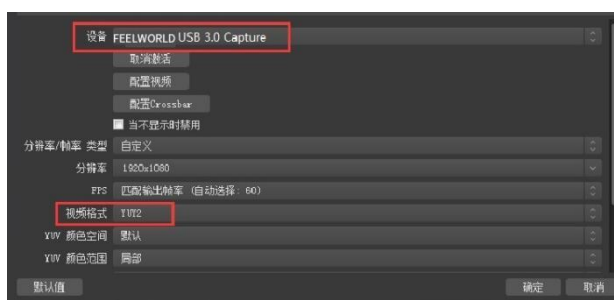 设备 FEELWORLD USB 3.0 Capture
取消激活
配置视频
配置Crossbar
当不显示时禁用
分辨率/帧率 类型 自定义
分辨率 1920x1080
FPS 匹配输出帧率 (自动选择: 60)
视频格式 YUY2
YUV 颜色空间 默认
YUV 颜色范围 局部
默认值 确定 取消